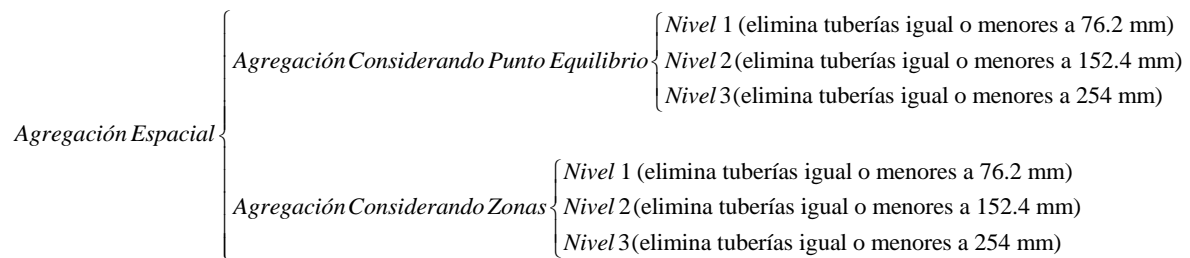 Agregación Espacial
Agregación Considerando Punto Equilibrio
Nivel 1 (elimina tuberías igual o menores a 76.2 mm)
Nivel 2(elimina tuberías igual o menores a 152.4 mm)
Nivel 3(elimina tuberías igual o menores a 254 mm)
Agregación Considerando Zonas
Nivel 1 (elimina tuberías igual o menores a 76.2 mm)
Nivel 2(elimina tuberías igual o menores a 152.4 mm)
Nivel 3(elimina tuberías igual o menores a 254 mm)